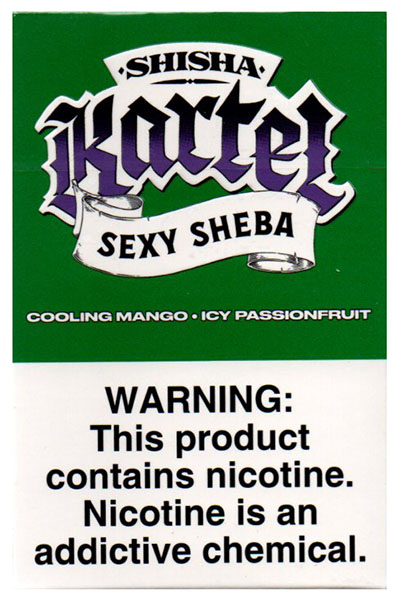 ·SHISHA·
Kartel
SEXY SHEBA
COOLING MANGO • ICY PASSIONFRUIT
WARNING:
This product
contains nicotine.
Nicotine is an
addictive chemical.